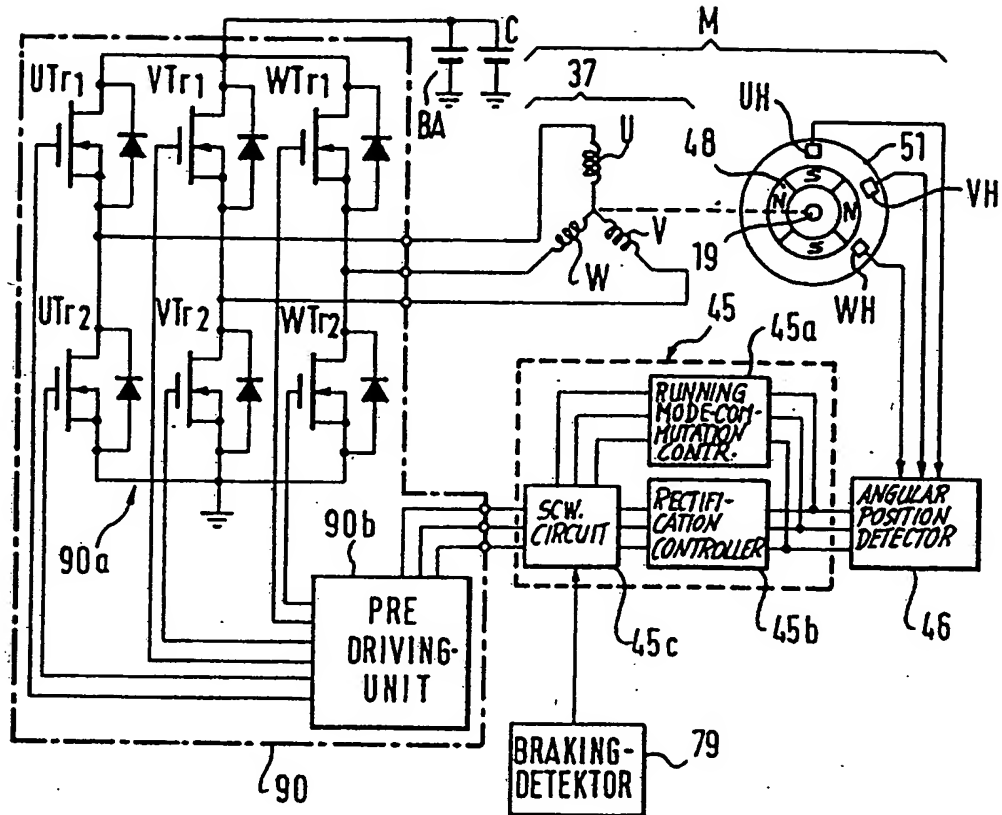 M
C
UTr1
VTr1
WTr1
BA
37
U
UH
51
48
S
N
N
S
VH
V
W
19
WH
UTr2
VTr2
WTr2
45
45a
RUNNING
MODE-COM-
MUTATION
CONTR.
90a
90b
SCW.
CIRCUIT
RECTIFI-
CATION
CONTROLLER
ANGULAR
POSITION
DETECTOR
PRE
DRIVING-
UNIT
45c
45b
46
90
BRAKING-
DETEKTOR
79